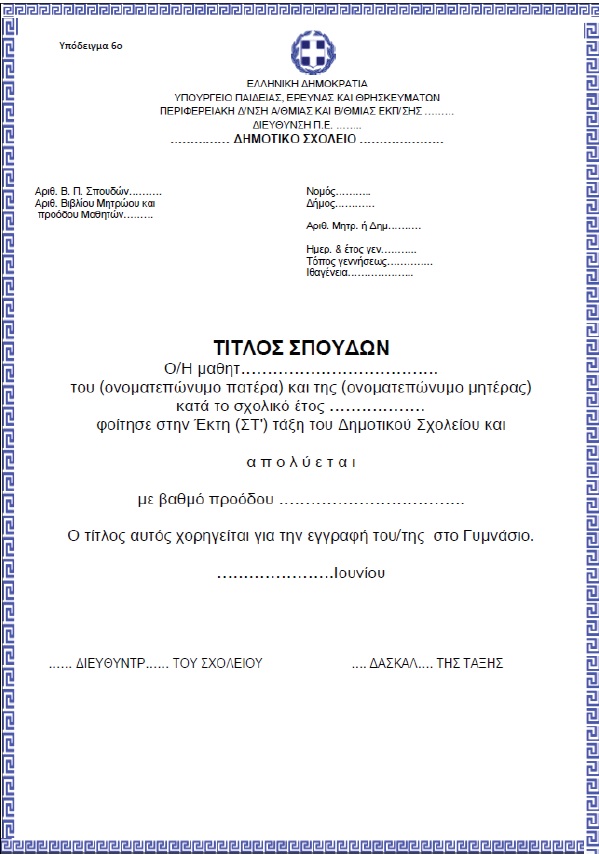 Υπόδειγμα 6ο
ΕΛΛΗΝΙΚΗ ΔΗΜΟΚΡΑΤΙΑ
ΥΠΟΥΡΓΕΙΟ ΠΑΙΔΕΙΑΣ, ΕΡΕΥΝΑΣ ΚΑΙ ΘΡΗΣΚΕΥΜΑΤΩΝ
ΠΕΡΙΦΕΡΕΙΑΚΗ Δ/ΝΣΗ Α/ΘΜΙΑΣ ΚΑΙ Β/ΘΜΙΑΣ ΕΚΠ/ΣΗΣ ………
ΔΙΕΥΘΥΝΣΗ Π.Ε. ……..
…………… ΔΗΜΟΤΙΚΟ ΣΧΟΛΕΙΟ …………………
Αριθ. Β. Π. Σπουδών……….
Αριθ. Βιβλίου Μητρώου και
προόδου Μαθητών………
Νομός………..
Δήμος…………
Αριθ. Μητρ. ή Δημ……….
Ημερ. & έτος γεν………..
Τόπος γεννήσεως………….
Ιθαγένεια………………..
ΤΙΤΛΟΣ ΣΠΟΥΔΩΝ
Ο/Η μαθητ………………………………
του (ονοματεπώνυμο πατέρα) και της (ονοματεπώνυμο μητέρας)
κατά το σχολικό έτος ………………
φοίτησε στην Έκτη (ΣΤ') τάξη του Δημοτικού Σχολείου και
α π ο λ ύ ε τ α ι
με βαθμό προόδου …………………………….
Ο τίτλος αυτός χορηγείται για την εγγραφή του/της στο Γυμνάσιο.
………………….Ιουνίου
…… ΔΙΕΥΘΥΝΤΡ…… ΤΟΥ ΣΧΟΛΕΙΟΥ
.... ΔΑΣΚΑΛ…. ΤΗΣ ΤΑΞΗΣ